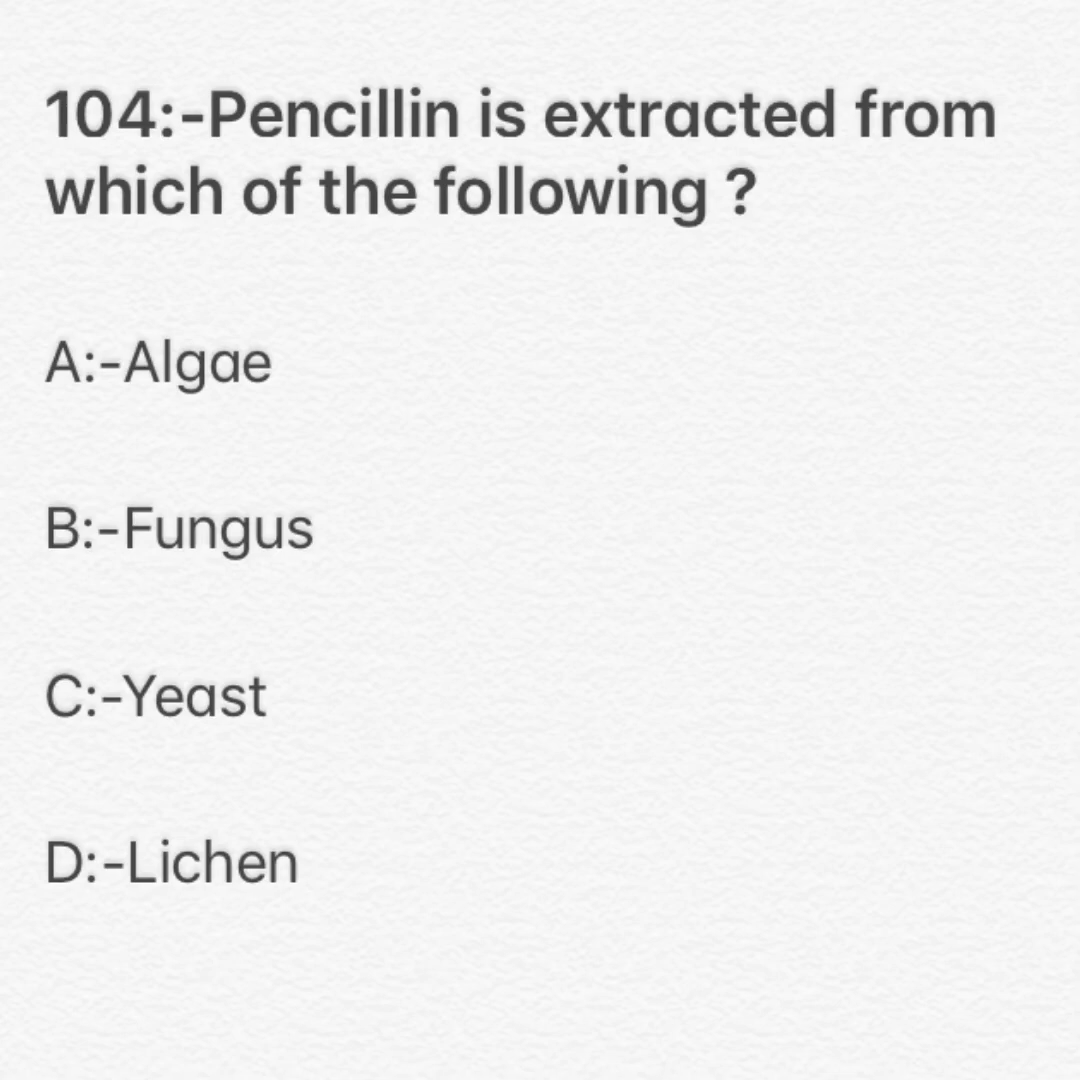 104:-Pencillin is extracted from
which of the following ?
A:-Algae
B:-Fungus
C:-Yeast
D:-Lichen